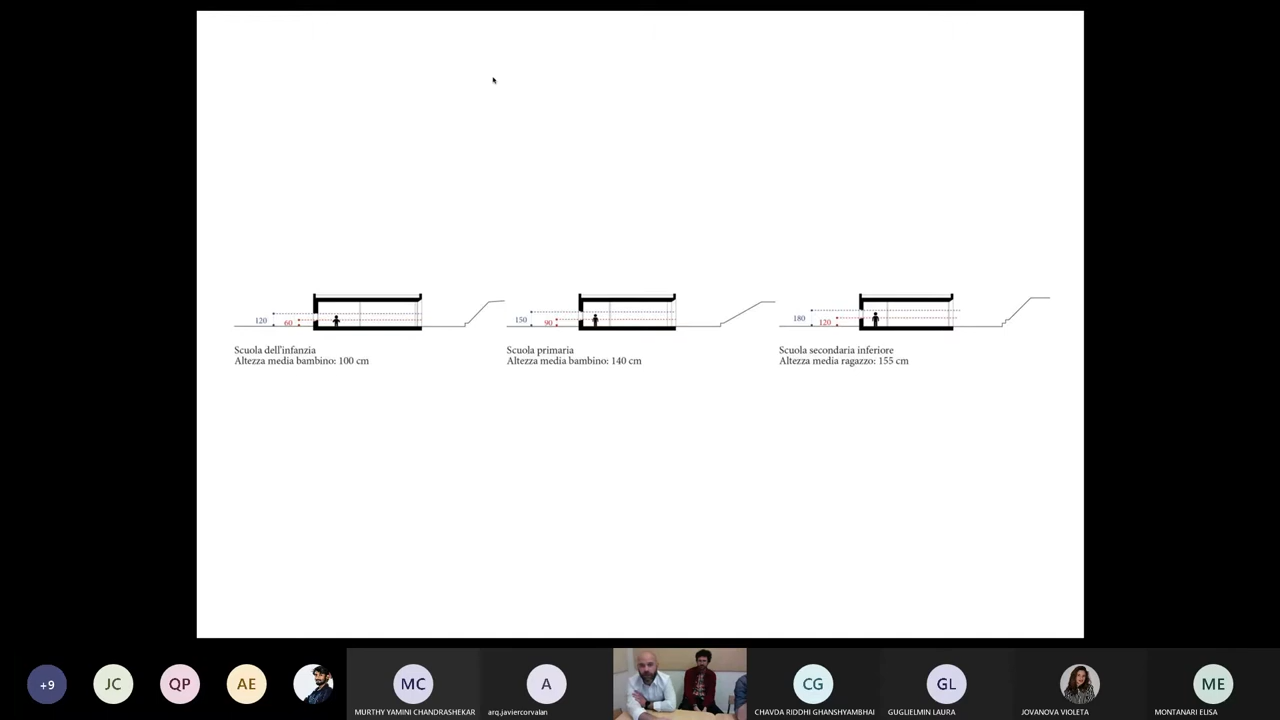 120
60
150
90
180
120
Scuola dell'infanzia
Altezza media bambino: 100 cm
Scuola primaria
Altezza media bambino: 140 cm
Scuola secondaria inferiore
Altezza media ragazzo: 155 cm
+9
JC
QP
AE
MC
A
CG
GL
ME
MURTHY YAMINI CHANDRASHEKAR
arq.javiercorvalan
CHAVDA RIDDHI GHANSHYAMBHAI
GUGLIELMIN LAURA
JOVANOVA VIOLETA
MONTANARI ELISA